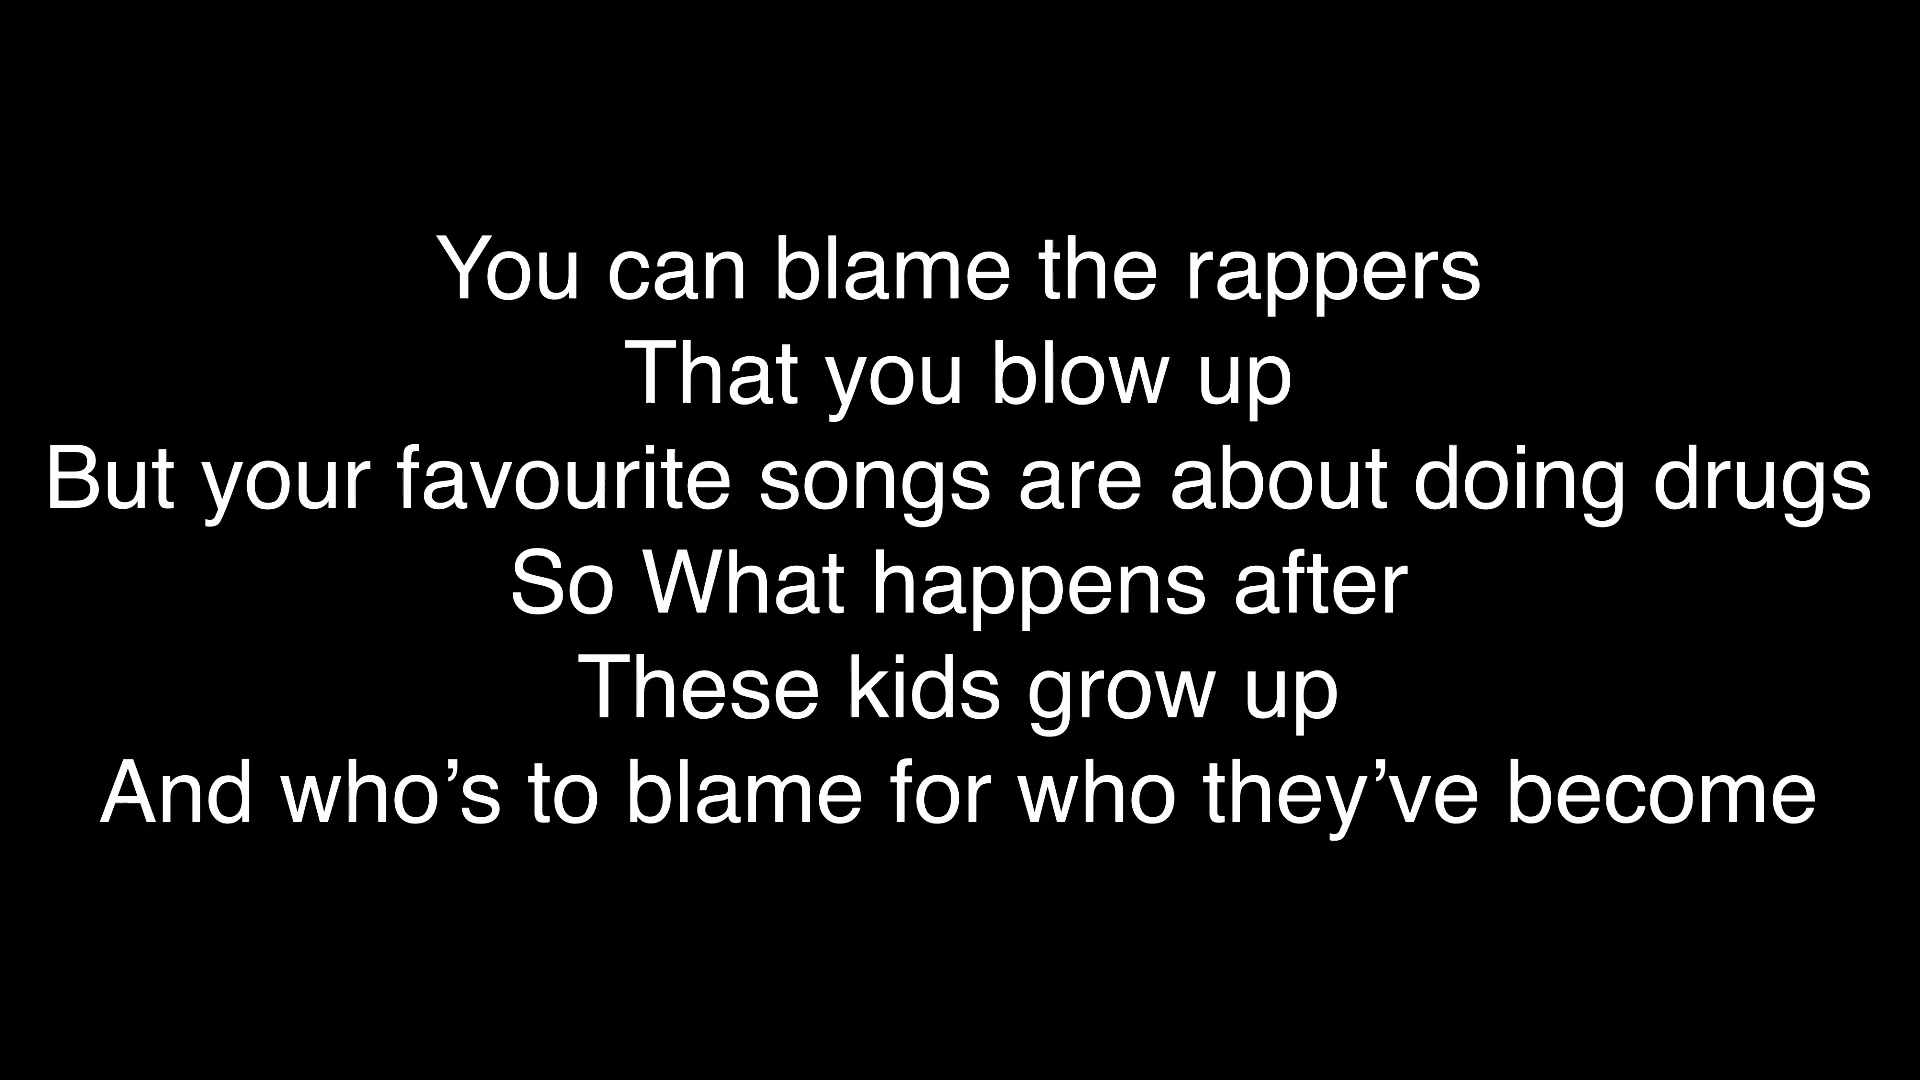 You can blame the rappers
That you blow up
But your favourite songs are about doing drugs
So What happens after
These kids grow up
And who’s to blame for who they’ve become